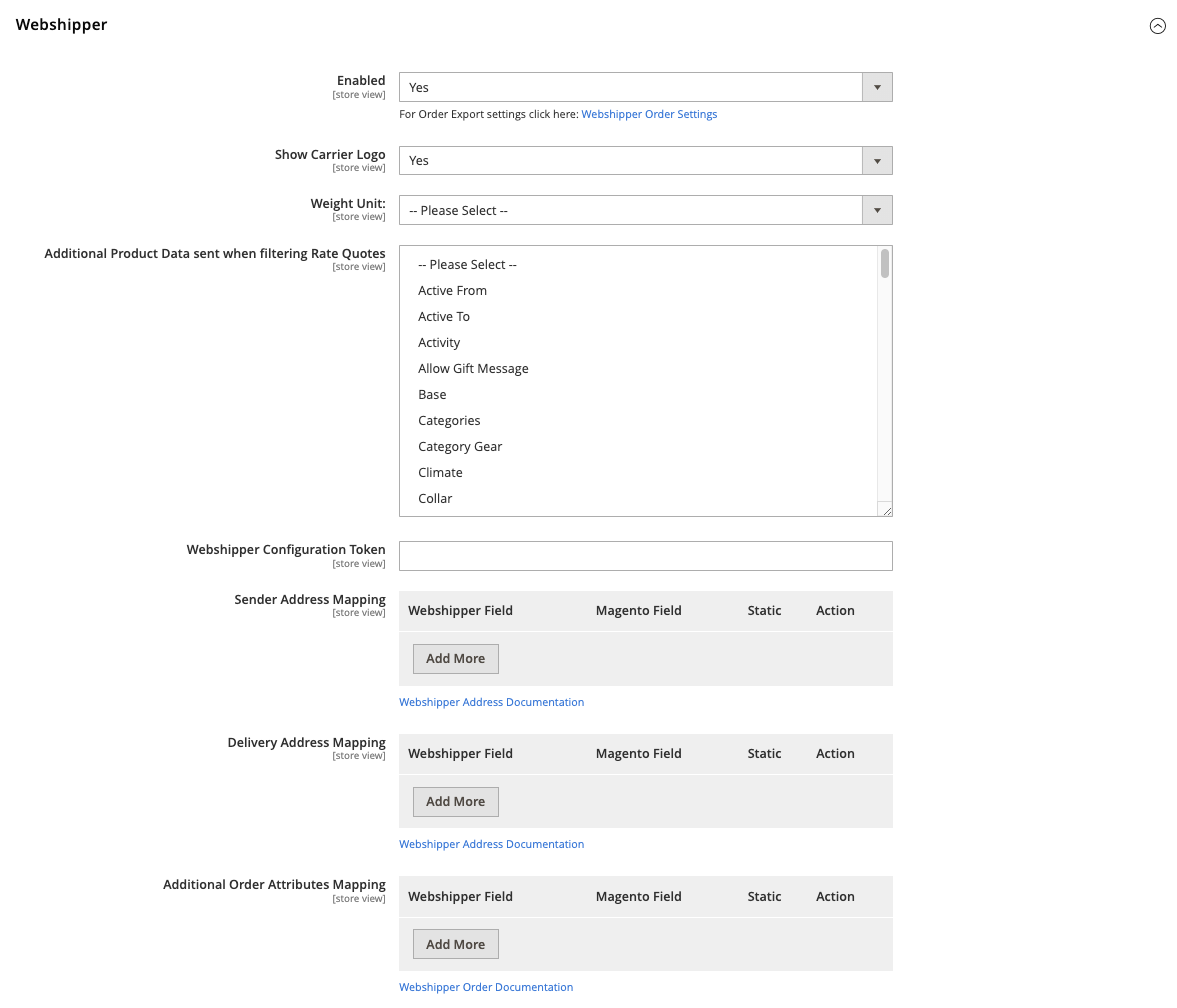 Webshipper
Enabled
[store view]
Yes
For Order Export settings click here: Webshipper Order Settings
Show Carrier Logo
[store view]
Yes
Weight Unit:
[store view]
-- Please Select --
Additional Product Data sent when filtering Rate Quotes
[store view]
-- Please Select --
Active From
Active To
Activity
Allow Gift Message
Base
Categories
Category Gear
Climate
Collar
Webshipper Configuration Token
[store view]
Sender Address Mapping
[store view]
Webshipper Field Magento Field Static Action
Add More
Webshipper Address Documentation
Delivery Address Mapping
[store view]
Webshipper Field Magento Field Static Action
Add More
Webshipper Address Documentation
Additional Order Attributes Mapping
[store view]
Webshipper Field Magento Field Static Action
Add More
Webshipper Order Documentation